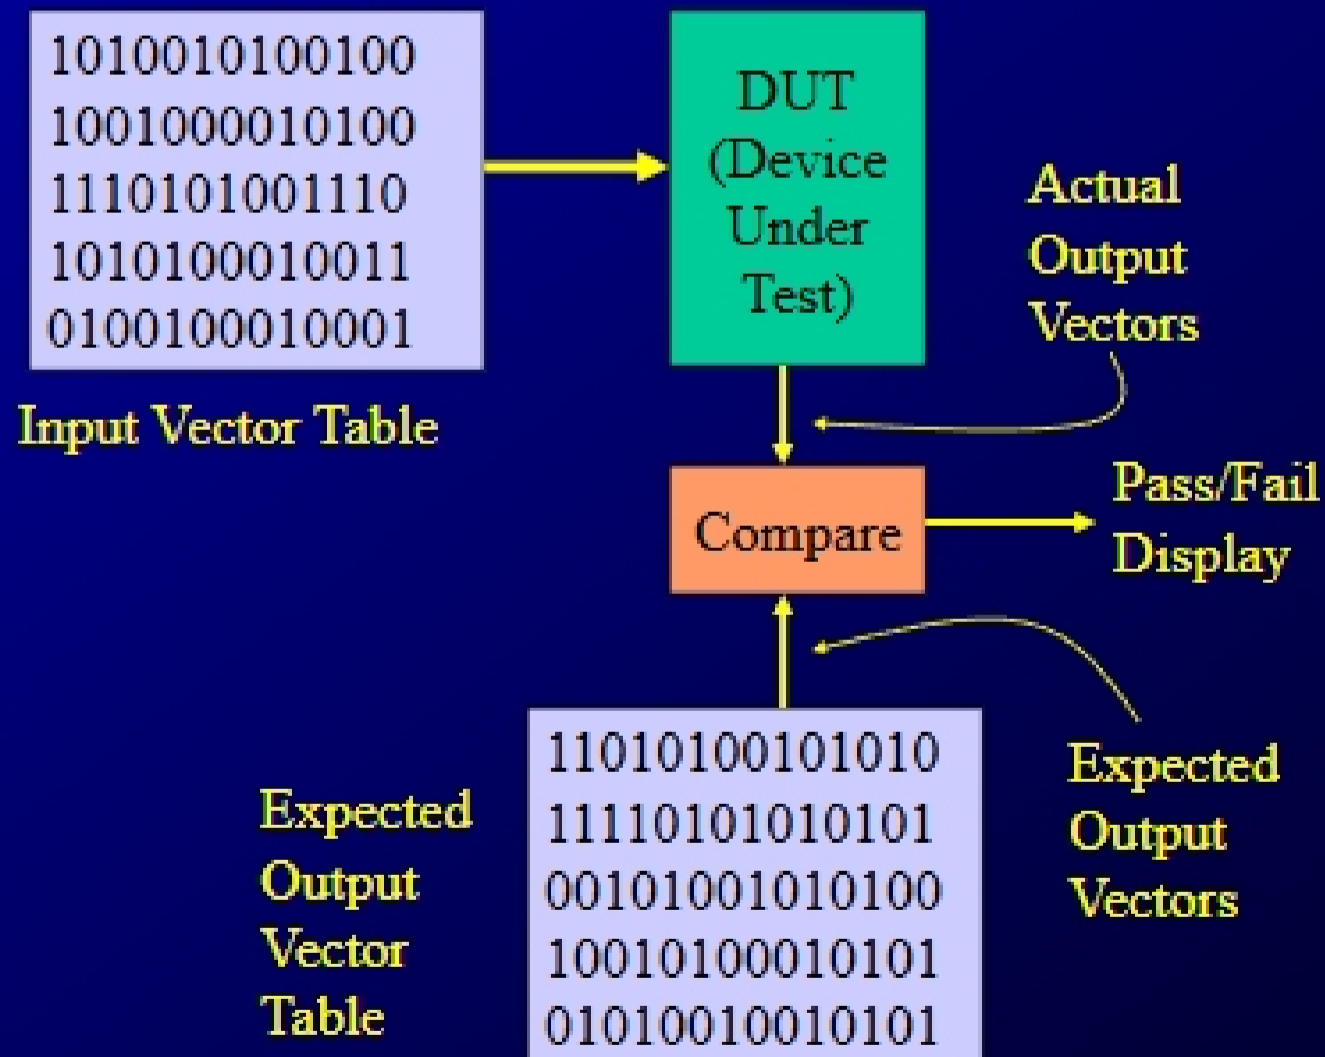 1010010100100
1001000010100
1110101001110
1010100010011
0100100010001
Input Vector Table
DUT
(Device
Under
Test)
Actual
Output
Vectors
Compare
Pass/Fail
Display
Expected
Output
Vector
Table
11010100101010
11110101010101
00101001010100
10010100010101
01010010010101
Expected
Output
Vectors